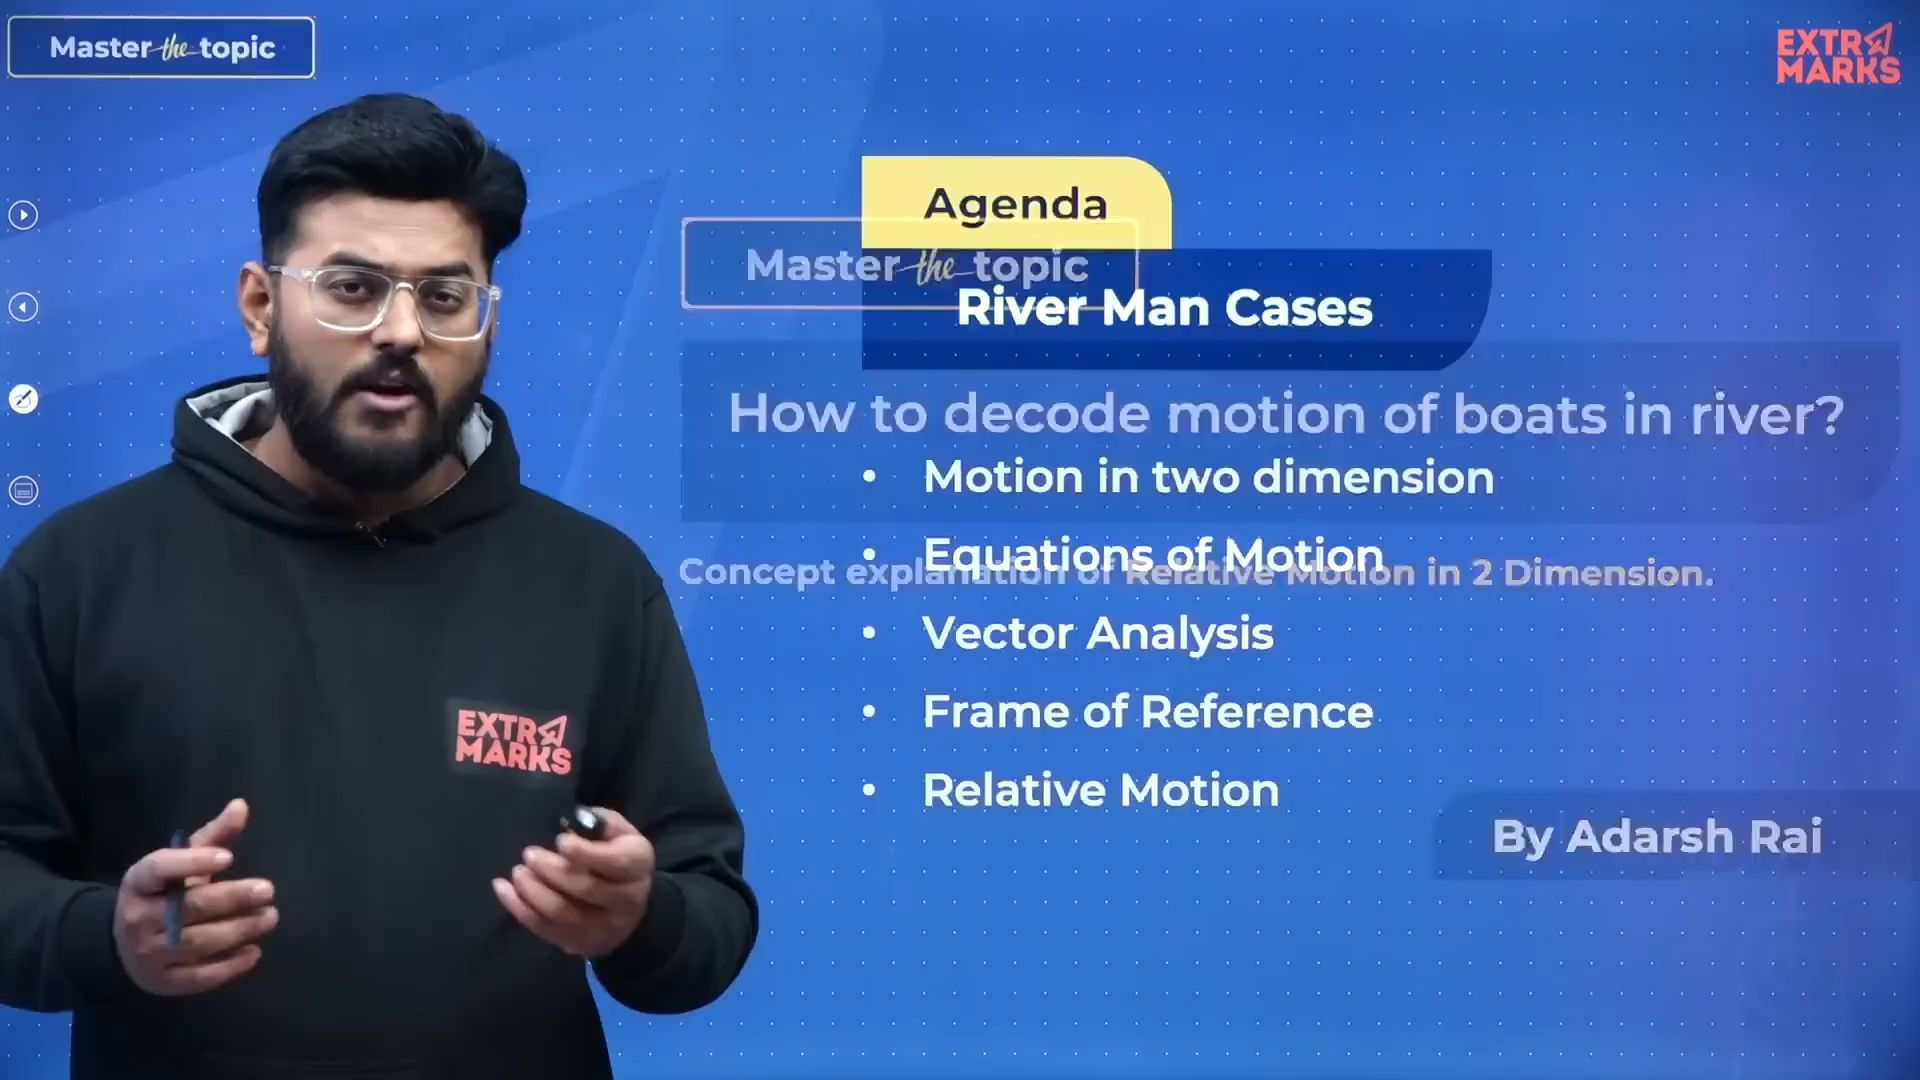 Master the topic
EXTRA
MARKS
Agenda
Master the topic
River Man Cases
How to decode motion of boats in river?
• Motion in two dimension
• Equations of Motion
Concept explanation of Relative Motion in 2 Dimension.
• Vector Analysis
• Frame of Reference
• Relative Motion
By Adarsh Rai
EXTRA
MARKS